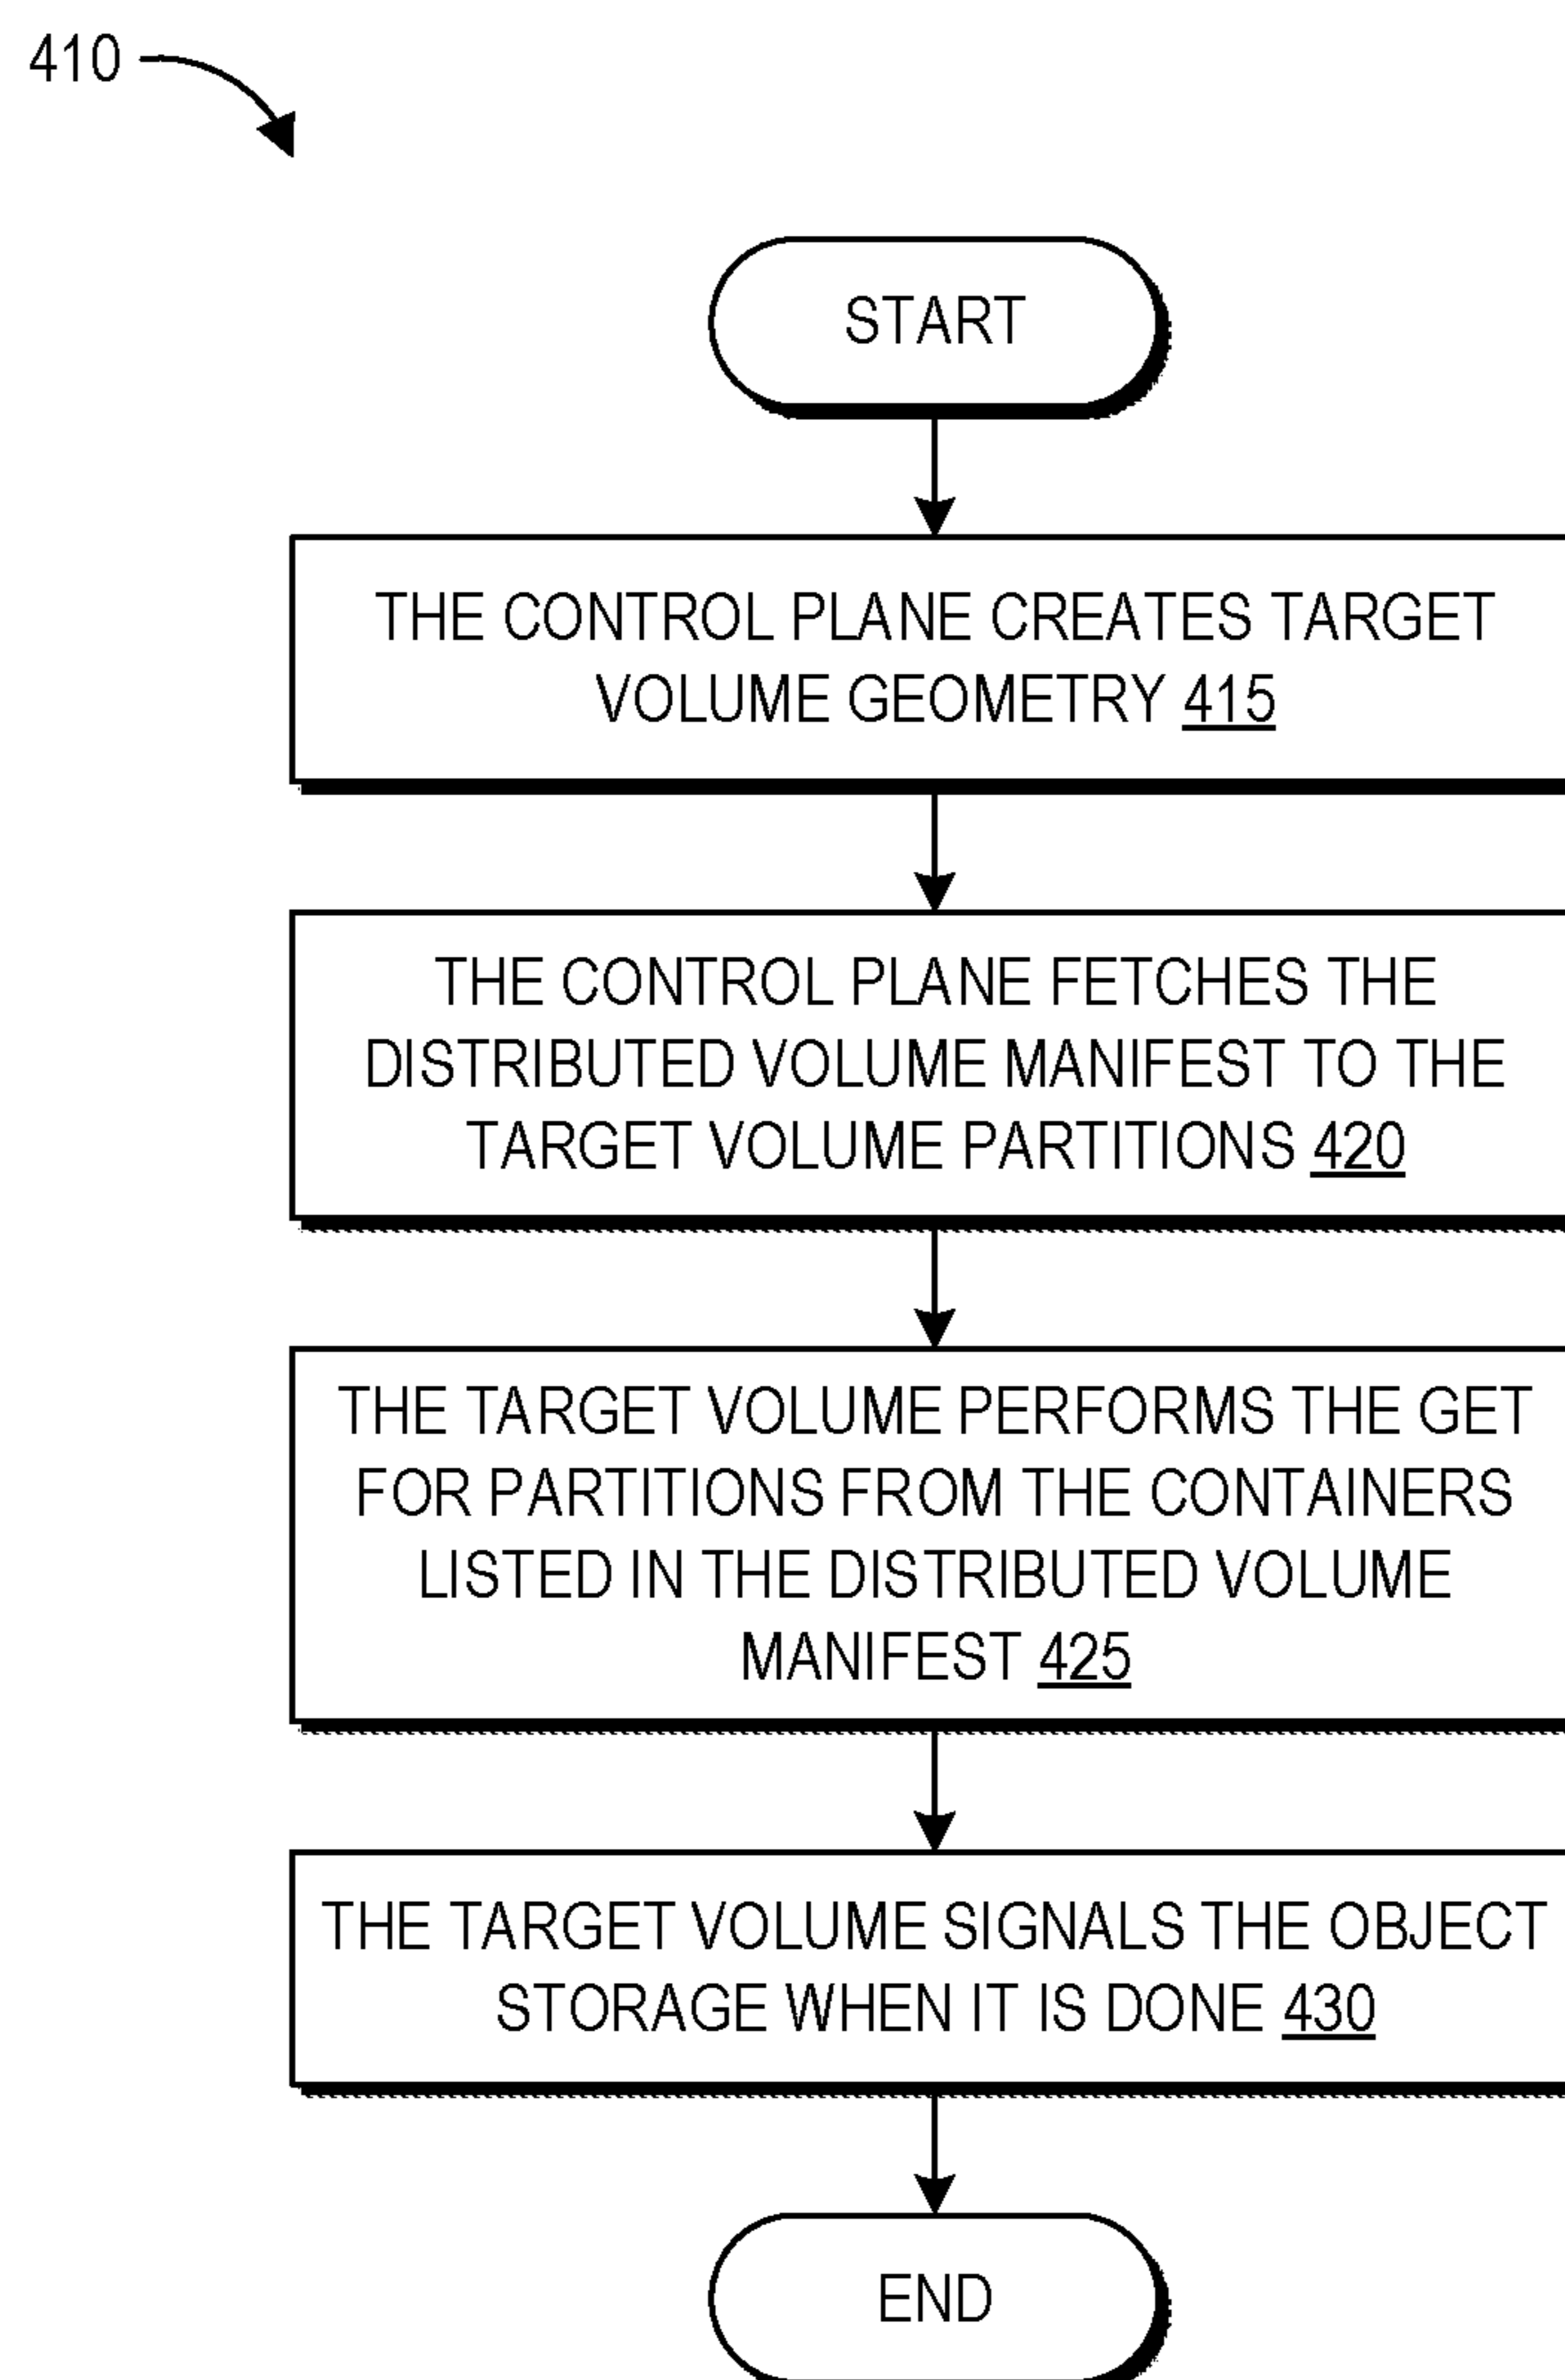 410
START
THE CONTROL PLANE CREATES TARGET
VOLUME GEOMETRY 415
THE CONTROL PLANE FETCHES THE
DISTRIBUTED VOLUME MANIFEST TO THE
TARGET VOLUME PARTITIONS 420
THE TARGET VOLUME PERFORMS THE GET
FOR PARTITIONS FROM THE CONTAINERS
LISTED IN THE DISTRIBUTED VOLUME
MANIFEST 425
THE TARGET VOLUME SIGNALS THE OBJECT
STORAGE WHEN IT IS DONE 430
END